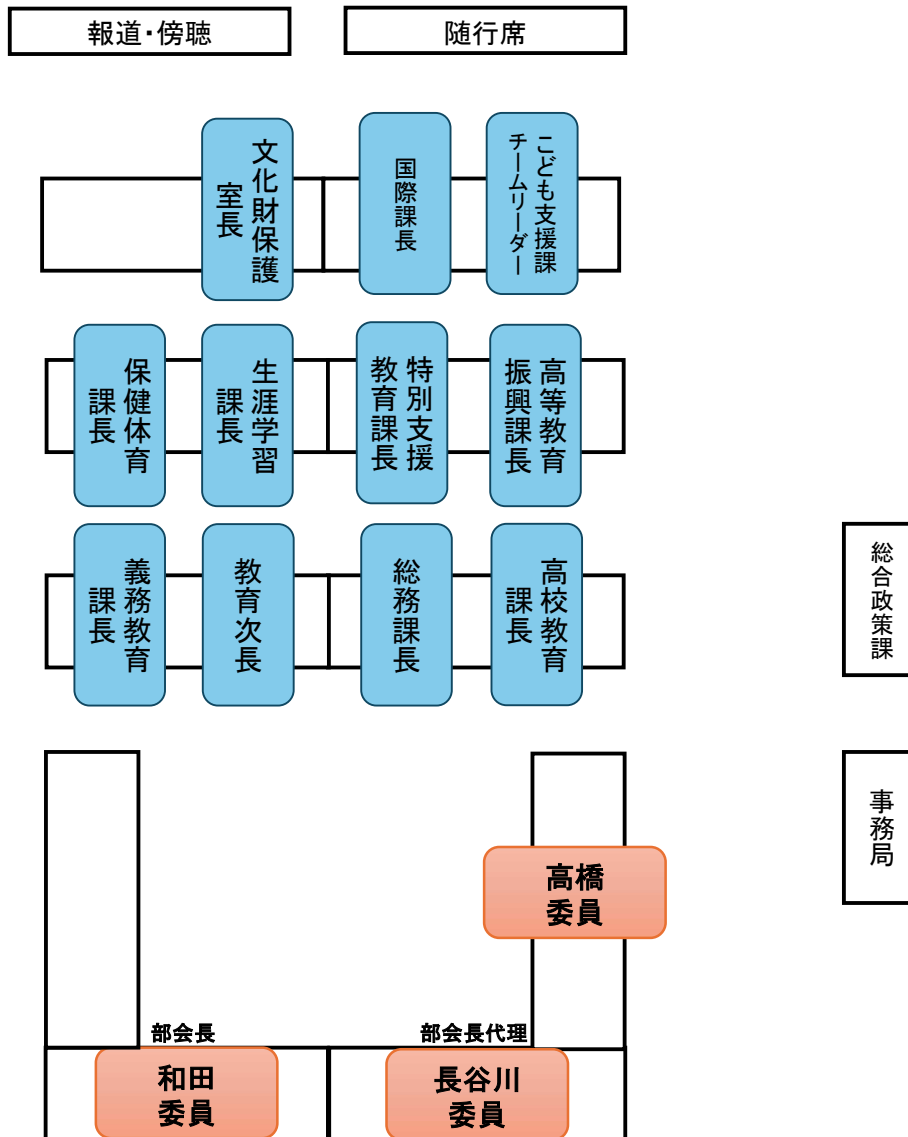 報道・傍聴
随行席
文化財保護
室長
国際課長
こども支援課
チームリーダー
保健体育
課長
生涯学習
課長
特別支援
教育課長
高等教育
振興課長
義務教育
課長
教育次長
総務課長
高校教育
課長
総合政策課
事務局
高橋
委員
部会長
部会長代理
和田
委員
長谷川
委員